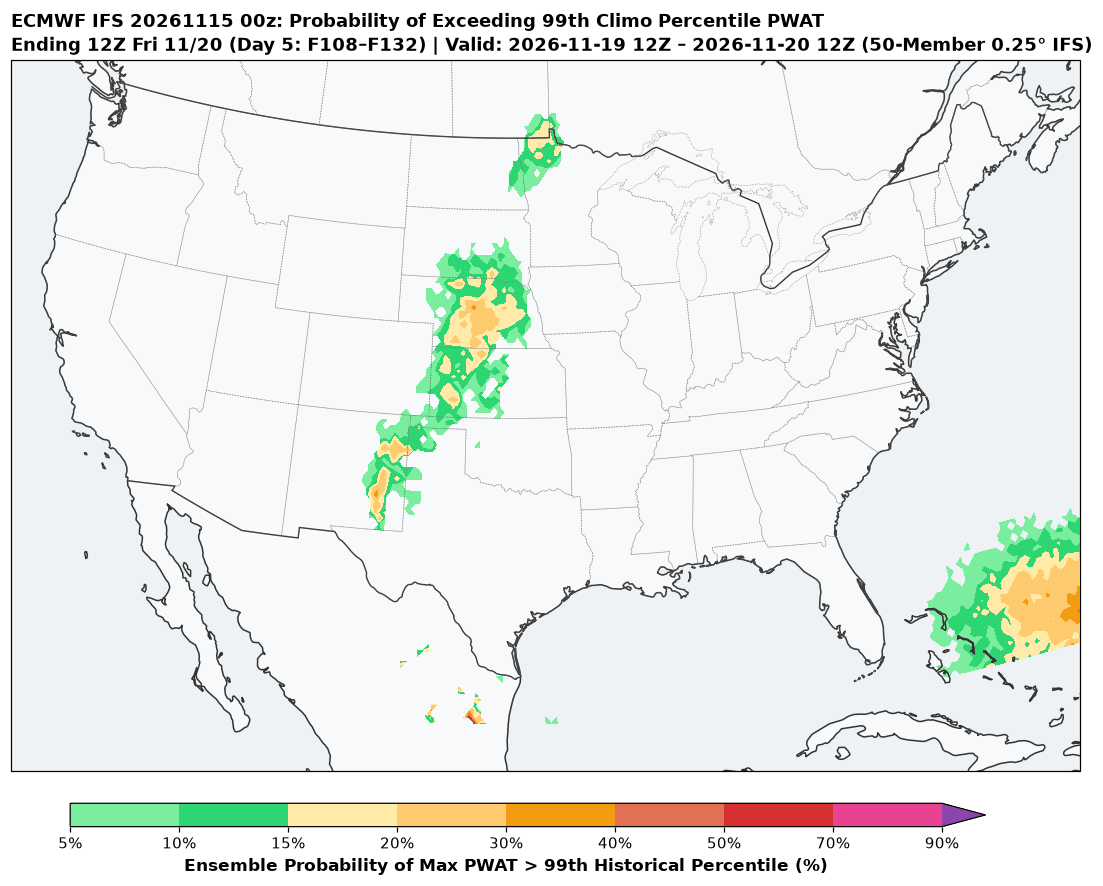 ECMWF IFS 20261115 00z: Probability of Exceeding 99th Climo Percentile PWAT
Ending 12Z Fri 11/20 (Day 5: F108–F132) | Valid: 2026-11-19 12Z – 2026-11-20 12Z (50-Member 0.25° IFS)
5% 10% 15% 20% 30% 40% 50% 70% 90%
Ensemble Probability of Max PWAT > 99th Historical Percentile (%)